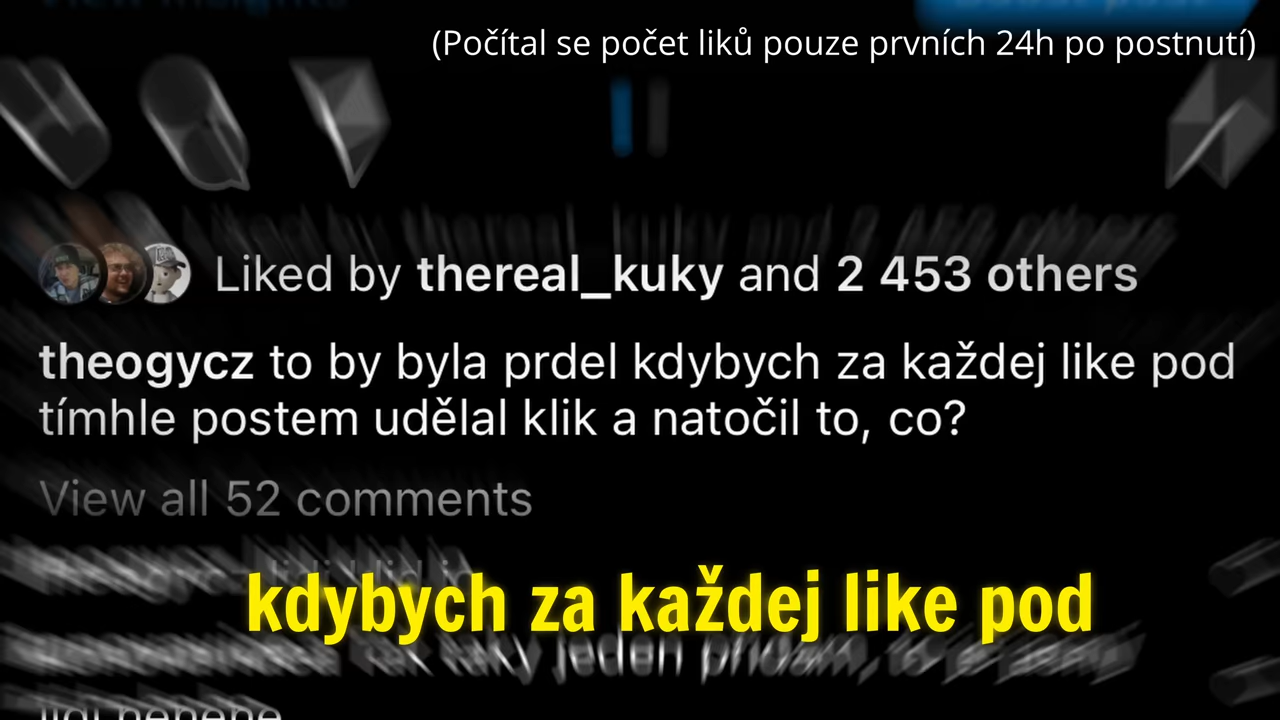 (Počítal se počet liků pouze prvních 24h po postnutí)
Liked by thereal_kuky and 2 453 others
theogycz to by byla prdel kdybych za každej like pod
tímhle postem udělal klik a natočil to, co?
View all 52 comments
kdybych za každej like pod